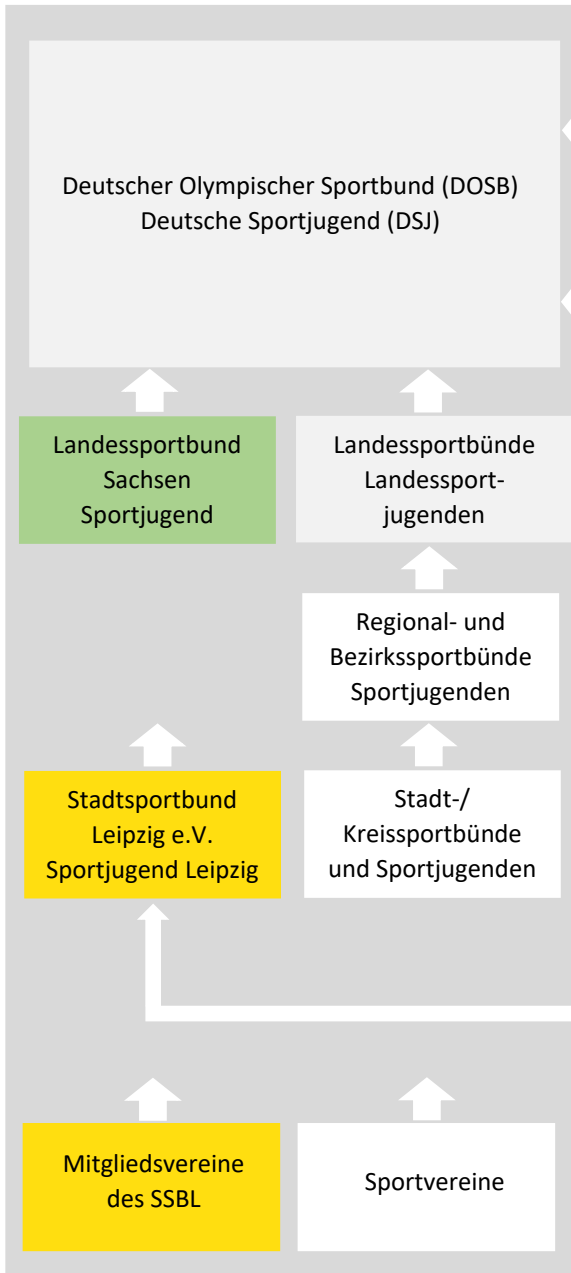 Deutscher Olympischer Sportbund (DOSB)
Deutsche Sportjugend (DSJ)
Landessportbund
Sachsen
Sportjugend
Landessportbünde
Landessport-
jugenden
Regional- und
Bezirkssportbünde
Sportjugenden
Stadtsportbund
Leipzig e.V.
Sportjugend Leipzig
Stadt-/
Kreissportbünde
und Sportjugenden
Mitgliedsvereine
des SSBL
Sportvereine